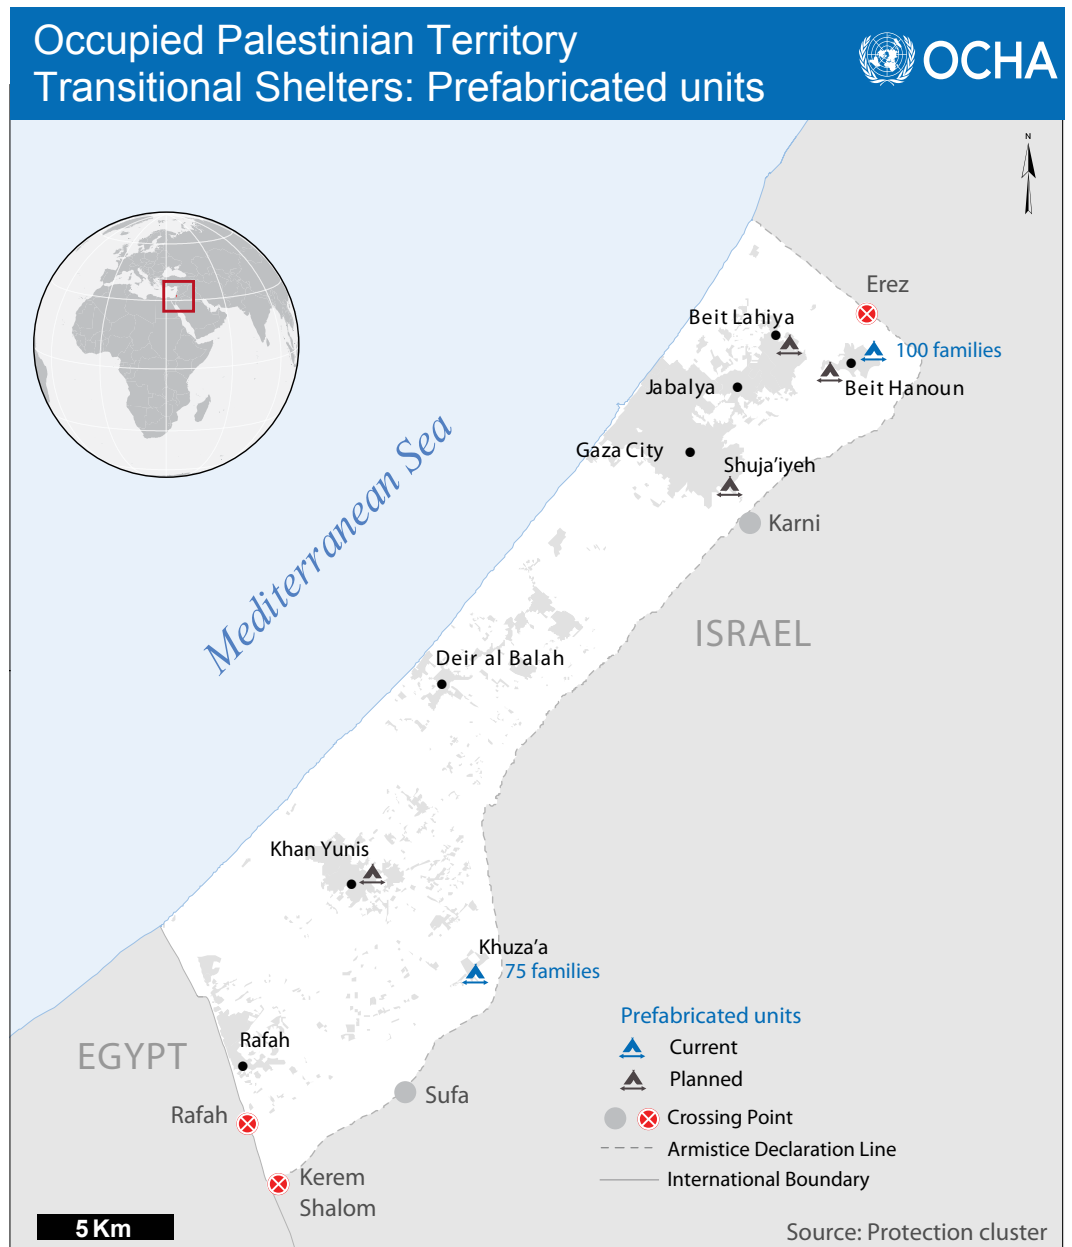 Occupied Palestinian Territory
Transitional Shelters: Prefabricated units
OCHA
N
Erez
Beit Lahiya
100 families
Jabalya
Beit Hanoun
Gaza City
Shuja'iyeh
Karni
Mediterranean Sea
ISRAEL
Deir al Balah
Khan Yunis
Khuza'a
75 families
Prefabricated units
Current
Planned
Crossing Point
Armistice Declaration Line
International Boundary
EGYPT
Rafah
Sufa
Rafah
Kerem
Shalom
5 Km
Source: Protection cluster